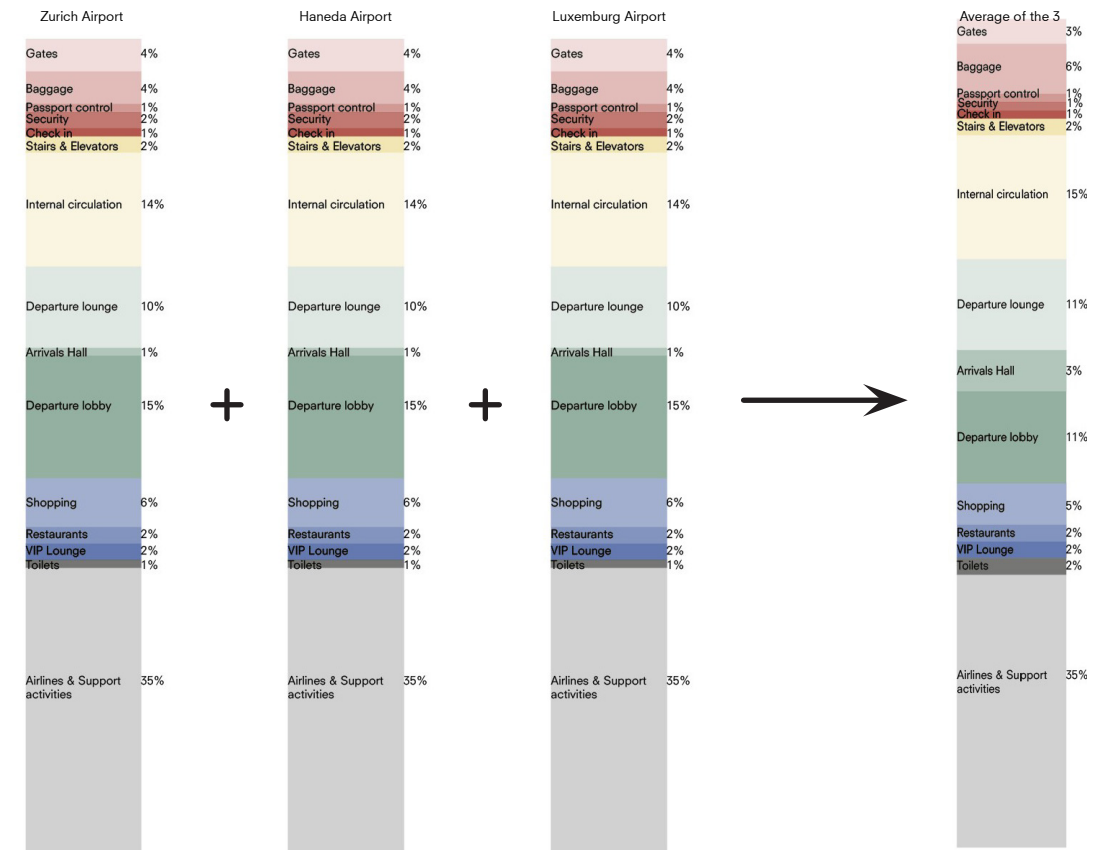 Zurich Airport
Gates 4%
Baggage 4%
Passport control 1%
Security 2%
Check in 1%
Stairs & Elevators 2%
Internal circulation 14%
Departure lounge 10%
Arrivals Hall 1%
Departure lobby 15%
Shopping 6%
Restaurants 2%
VIP Lounge 2%
Toilets 1%
Airlines & Support 35%
activities
+
Haneda Airport
Gates 4%
Baggage 4%
Passport control 1%
Security 2%
Check in 1%
Stairs & Elevators 2%
Internal circulation 14%
Departure lounge 10%
Arrivals Hall 1%
Departure lobby 15%
Shopping 6%
Restaurants 2%
VIP Lounge 2%
Toilets 1%
Airlines & Support 35%
activities
+
Luxemburg Airport
Gates 4%
Baggage 4%
Passport control 1%
Security 2%
Check in 1%
Stairs & Elevators 2%
Internal circulation 14%
Departure lounge 10%
Arrivals Hall 1%
Departure lobby 15%
Shopping 6%
Restaurants 2%
VIP Lounge 2%
Toilets 1%
Airlines & Support 35%
activities
Average of the 3
Gates 3%
Baggage 6%
Passport control 1%
Security 1%
Check in 1%
Stairs & Elevators 2%
Internal circulation 15%
Departure lounge 11%
Arrivals Hall 3%
Departure lobby 11%
Shopping 5%
Restaurants 2%
VIP Lounge 2%
Toilets 2%
Airlines & Support 35%
activities